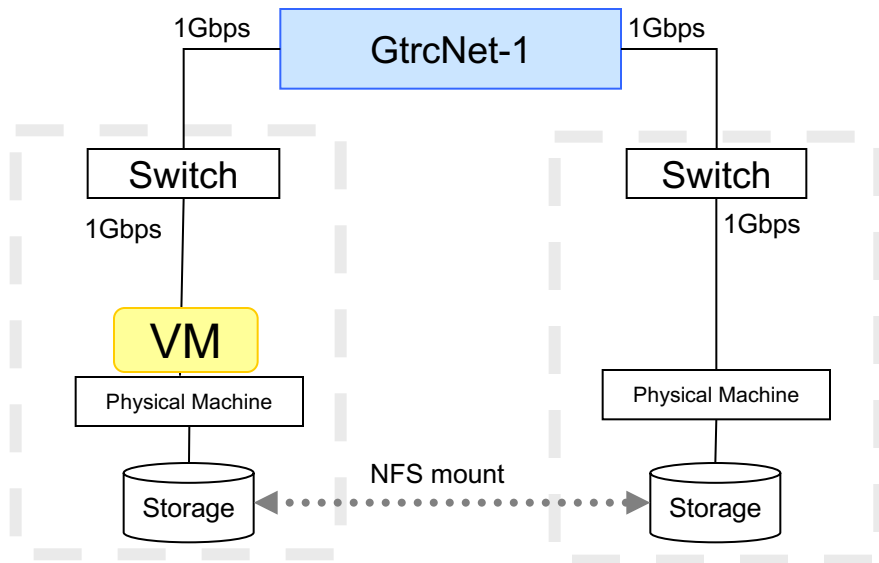 1Gbps
GtrcNet-1
1Gbps
Switch
Switch
1Gbps
1Gbps
VM
Physical Machine
Physical Machine
NFS mount
Storage
Storage